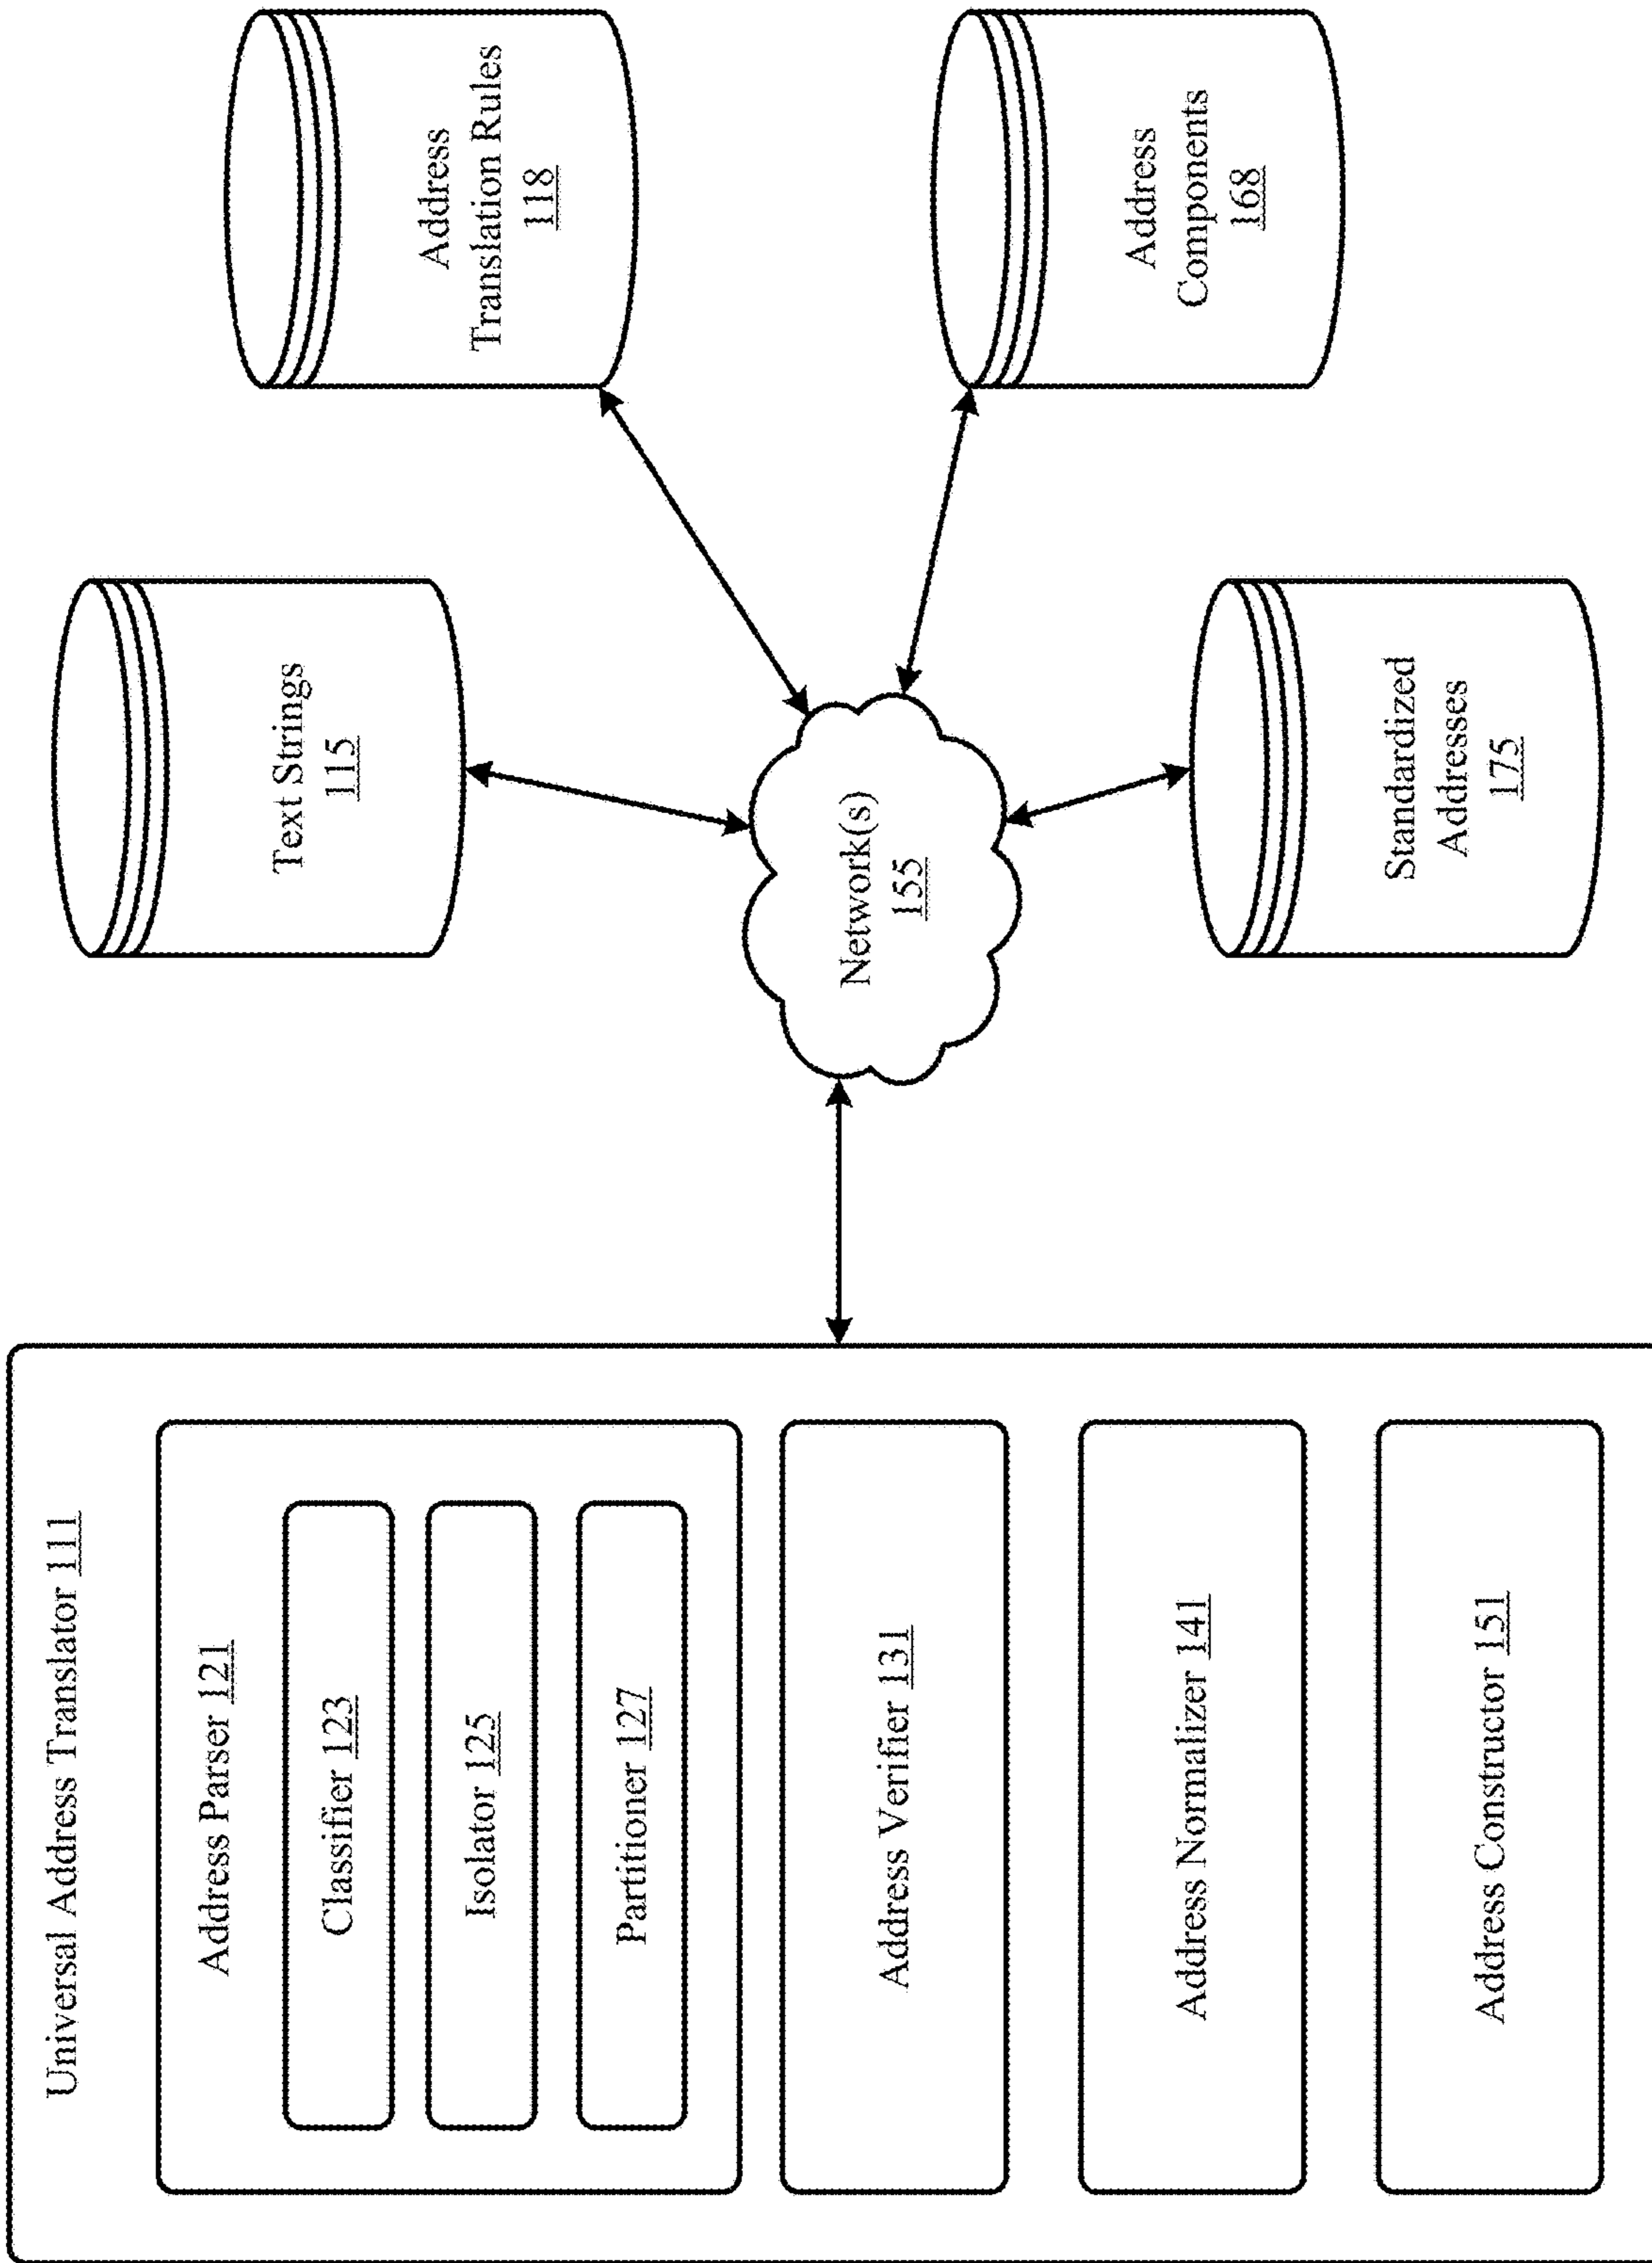 Universal Address Translator 111
Address Parser 121
Classifier 123
Isolator 125
Partitioner 127
Address Verifier 131
Address Normalizer 141
Address Constructor 151
Network(s)
155
Text Strings
115
Address
Translation Rules
118
Address
Components
168
Standardized
Addresses
175